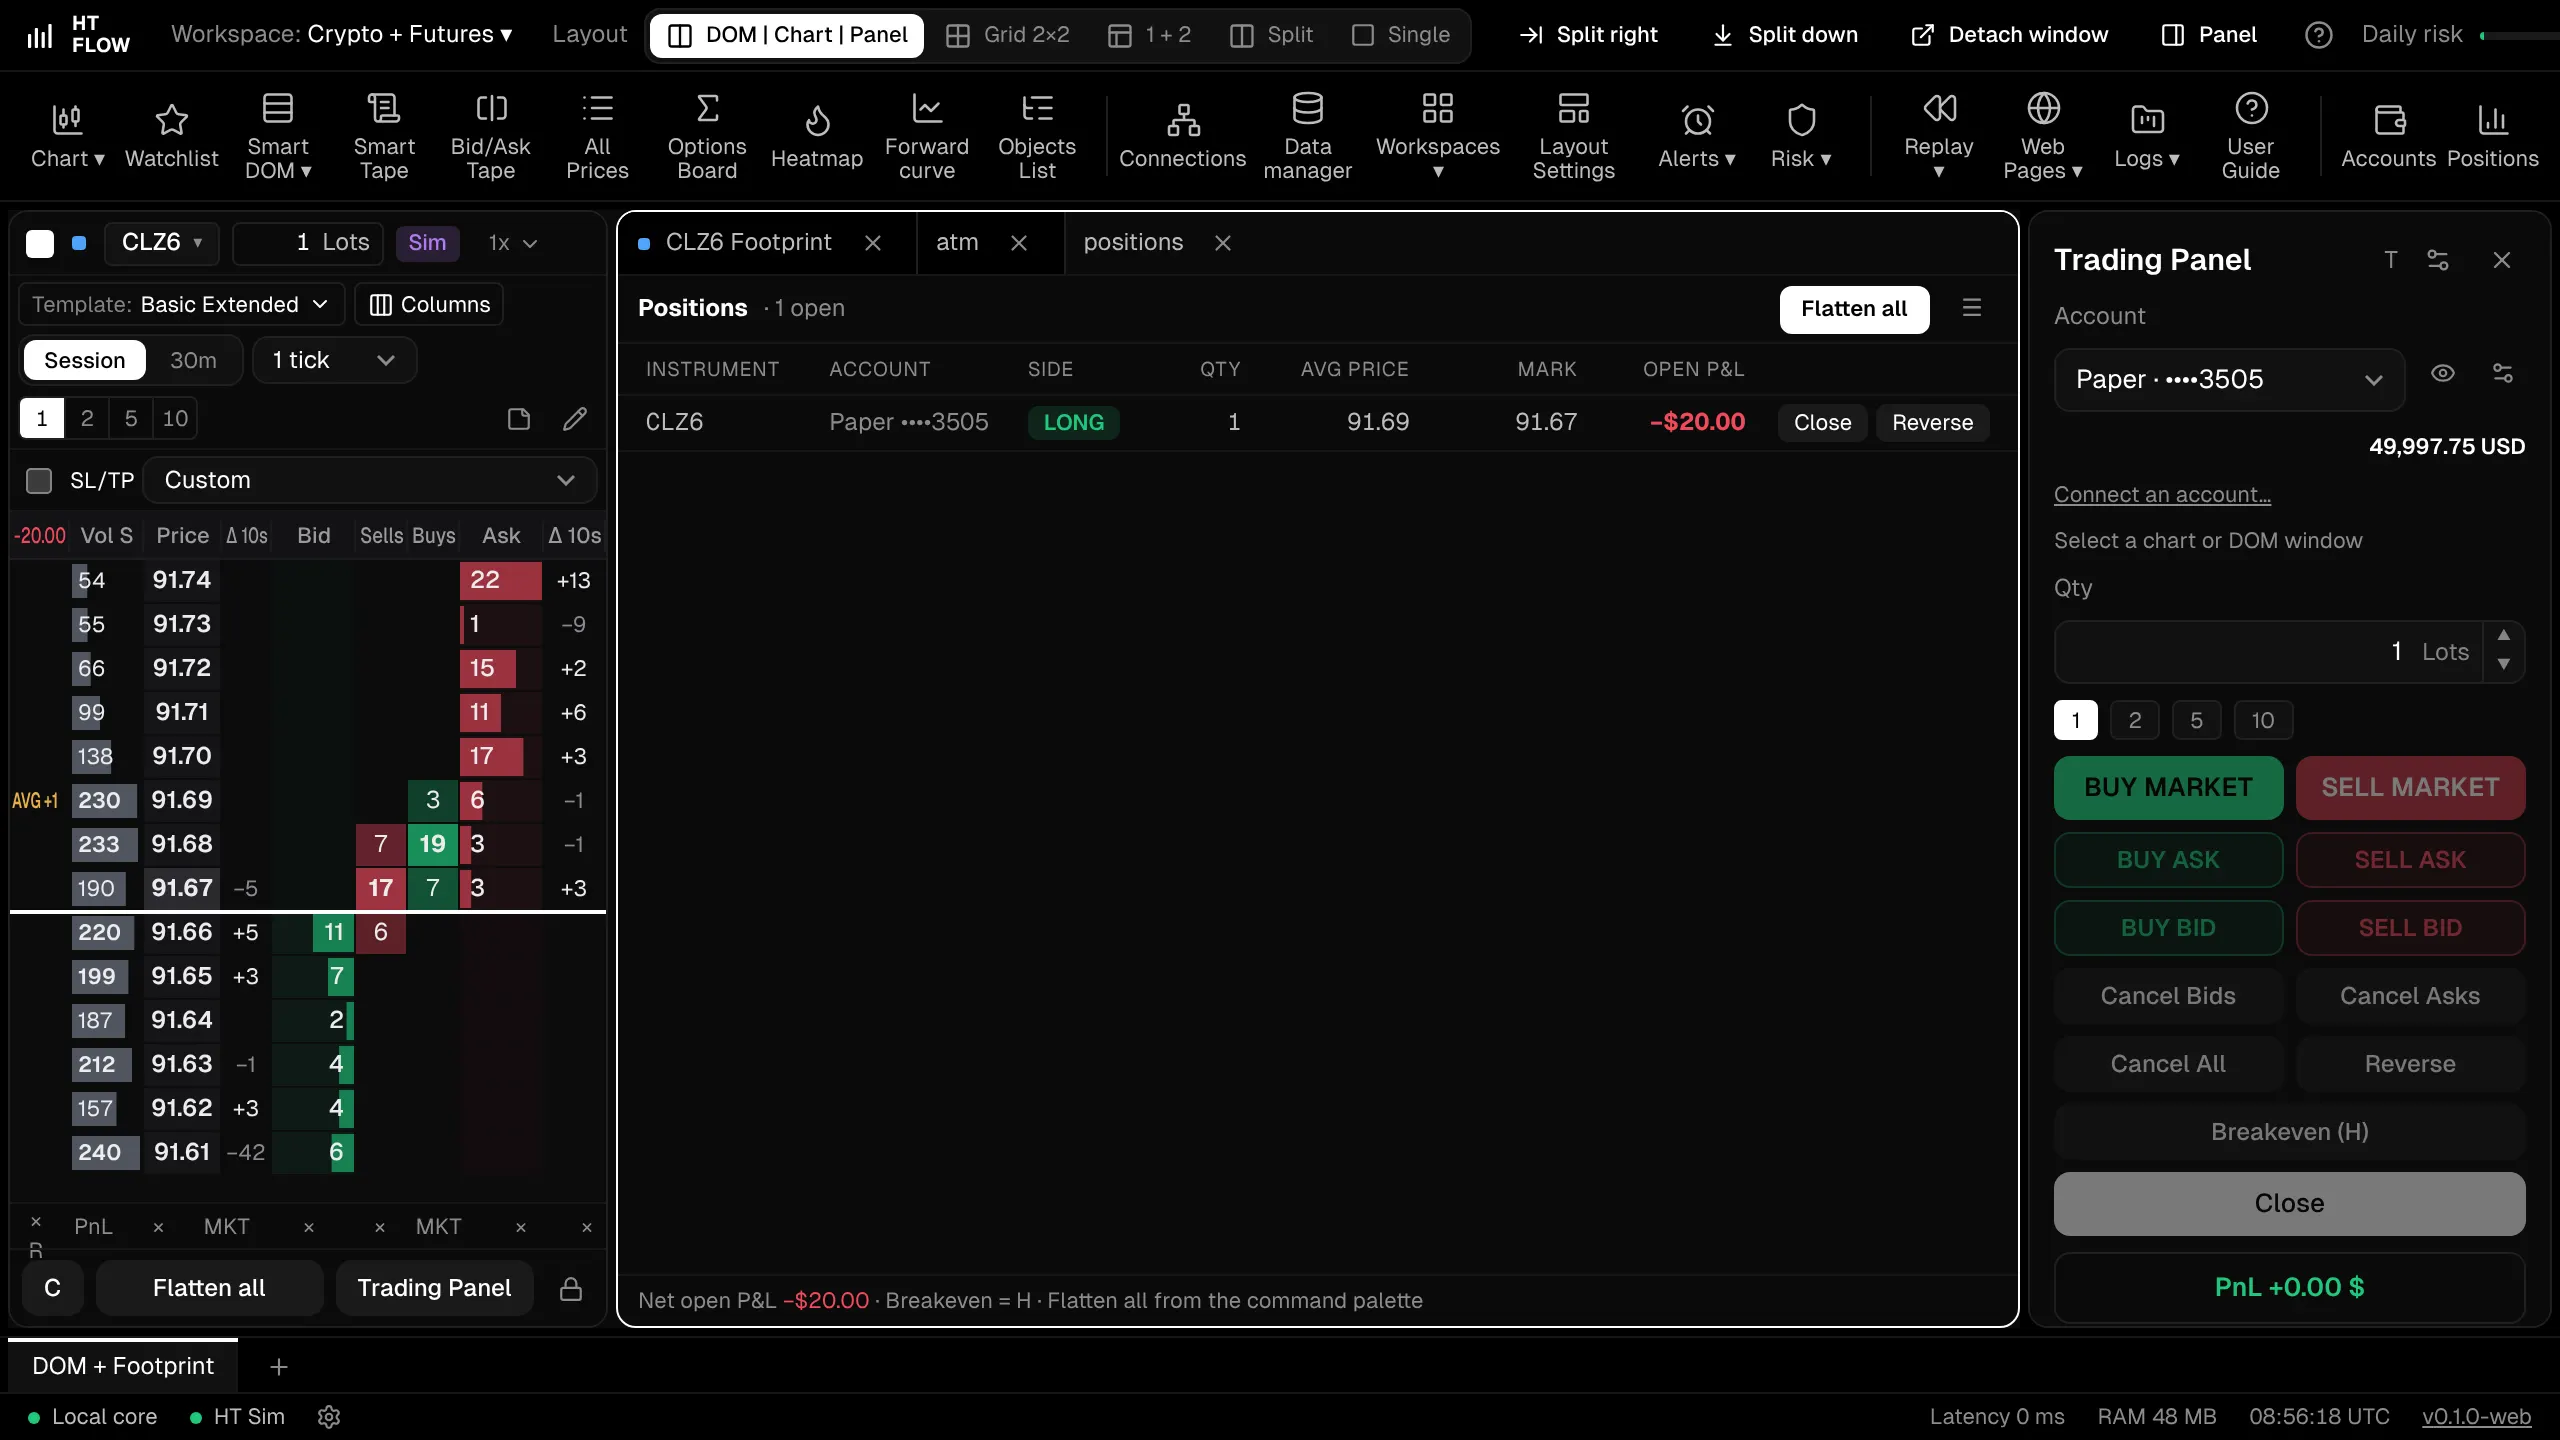 HT FLOW
Workspace: Crypto + Futures ▾ Layout DOM | Chart | Panel Grid 2×2 1 + 2 Split Single Split right Split down Detach window Panel Daily risk
Chart ▾ Watchlist Smart DOM ▾ Smart Tape Bid/Ask Tape All Prices Options Board Heatmap Forward curve Objects List Connections Data manager Workspaces ▾ Layout Settings Alerts ▾ Risk ▾ Replay ▾ Web Pages ▾ Logs ▾ User Guide Accounts Positions
CLZ6 ▾ 1 Lots Sim 1x
Template: Basic Extended Columns
Session 30m 1 tick
1 2 5 10
SL/TP Custom
-20.00 Vol S Price Δ 10s Bid Sells Buys Ask Δ 10s
54 91.74 22 +13
55 91.73 1 −9
66 91.72 15 +2
99 91.71 11 +6
138 91.70 17 +3
AVG +1 230 91.69 3 6 −1
233 91.68 7 19 3 −1
190 91.67 −5 17 7 3 +3
220 91.66 +5 11 6
199 91.65 +3 7
187 91.64 2
212 91.63 −1 4
157 91.62 +3 4
240 91.61 −42 6
× PnL × MKT × × MKT × ×
C Flatten all Trading Panel
CLZ6 Footprint × atm × positions ×
Positions · 1 open Flatten all
INSTRUMENT ACCOUNT SIDE QTY AVG PRICE MARK OPEN P&L
CLZ6 Paper ••••3505 LONG 1 91.69 91.67 −$20.00 Close Reverse
Net open P&L −$20.00 · Breakeven = H · Flatten all from the command palette
Trading Panel T
Account
Paper · ••••3505
49,997.75 USD
Connect an account…
Select a chart or DOM window
Qty
1 Lots
1 2 5 10
BUY MARKET SELL MARKET
BUY ASK SELL ASK
BUY BID SELL BID
Cancel Bids Cancel Asks
Cancel All Reverse
Breakeven (H)
Close
PnL +0.00 $
DOM + Footprint +
Local core HT Sim Latency 0 ms RAM 48 MB 08:56:18 UTC v0.1.0-web